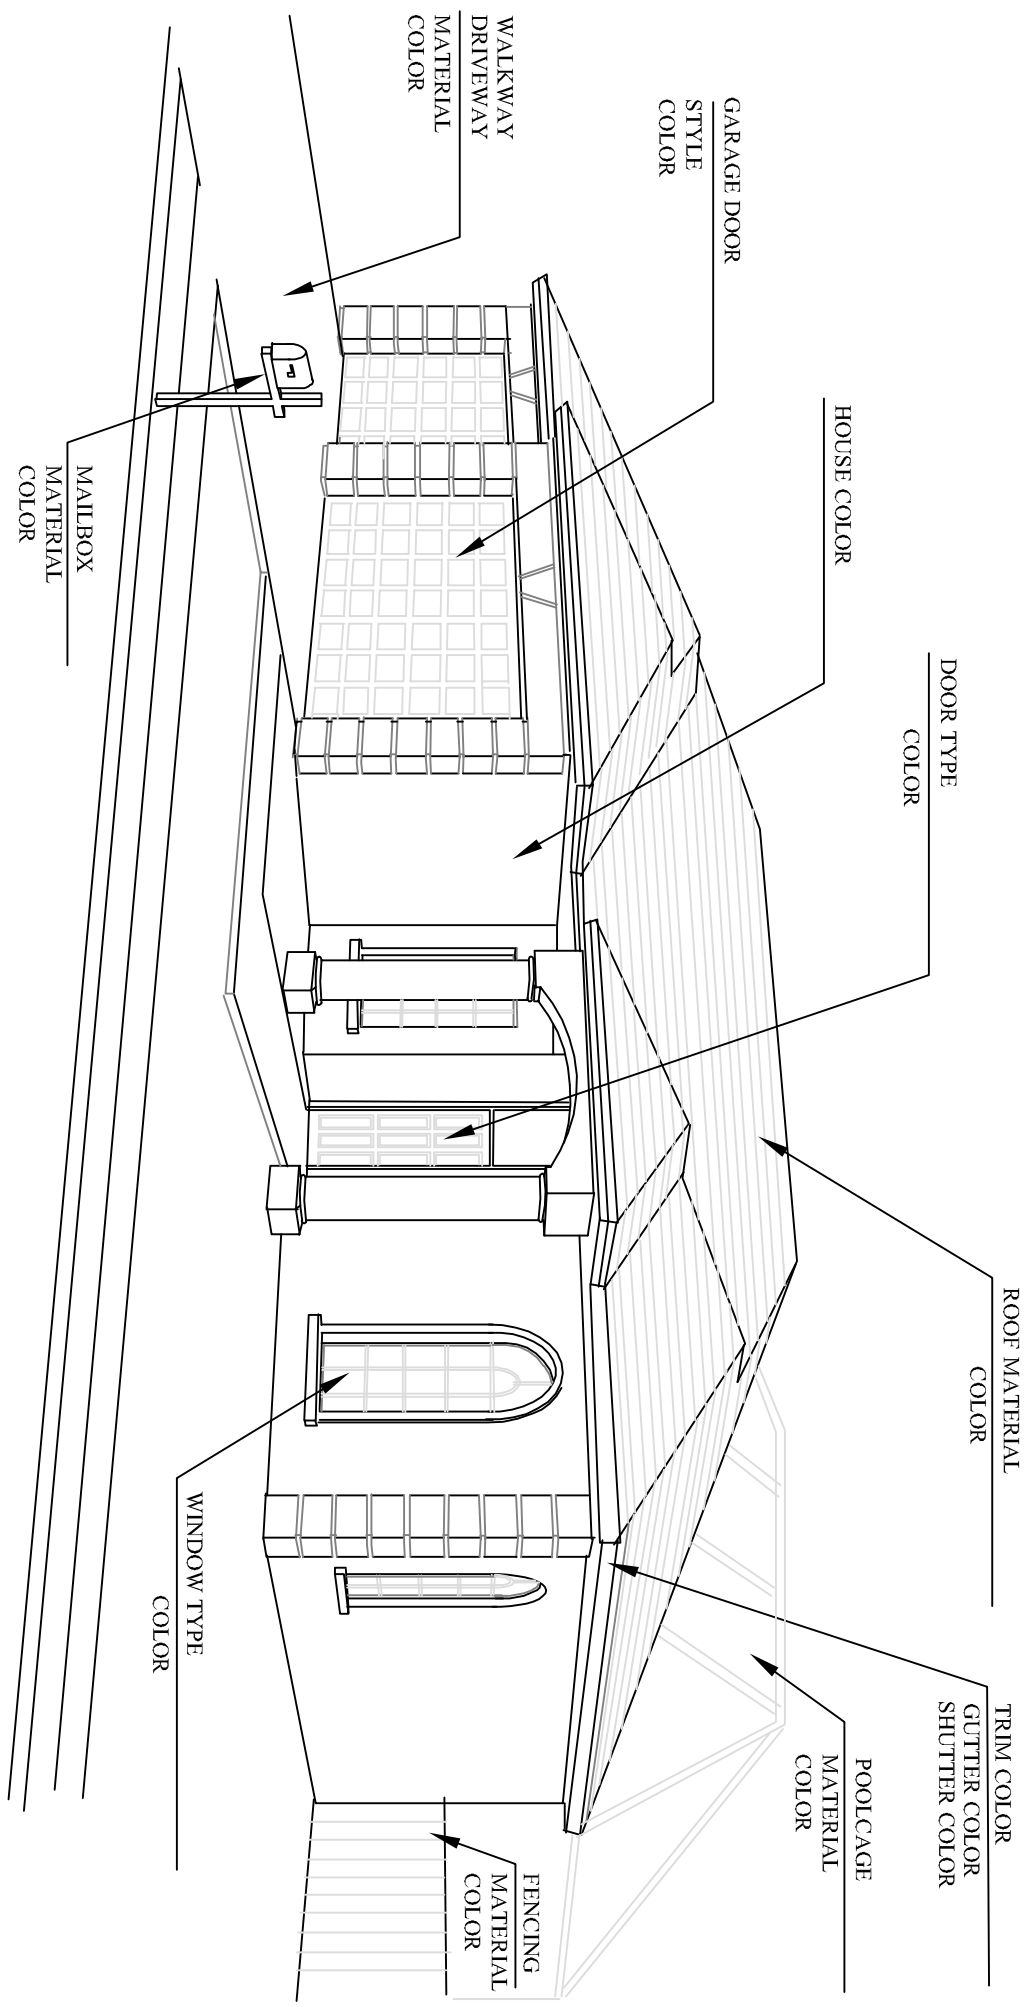 WALKWAY
DRIVEWAY
MATERIAL
COLOR
GARAGE DOOR
STYLE
COLOR
HOUSE COLOR
DOOR TYPE
COLOR
ROOF MATERIAL
COLOR
TRIM COLOR
GUTTER COLOR
SHUTTER COLOR
POOLCAGE
MATERIAL
COLOR
FENCING
MATERIAL
COLOR
WINDOW TYPE
COLOR
MAILBOX
MATERIAL
COLOR